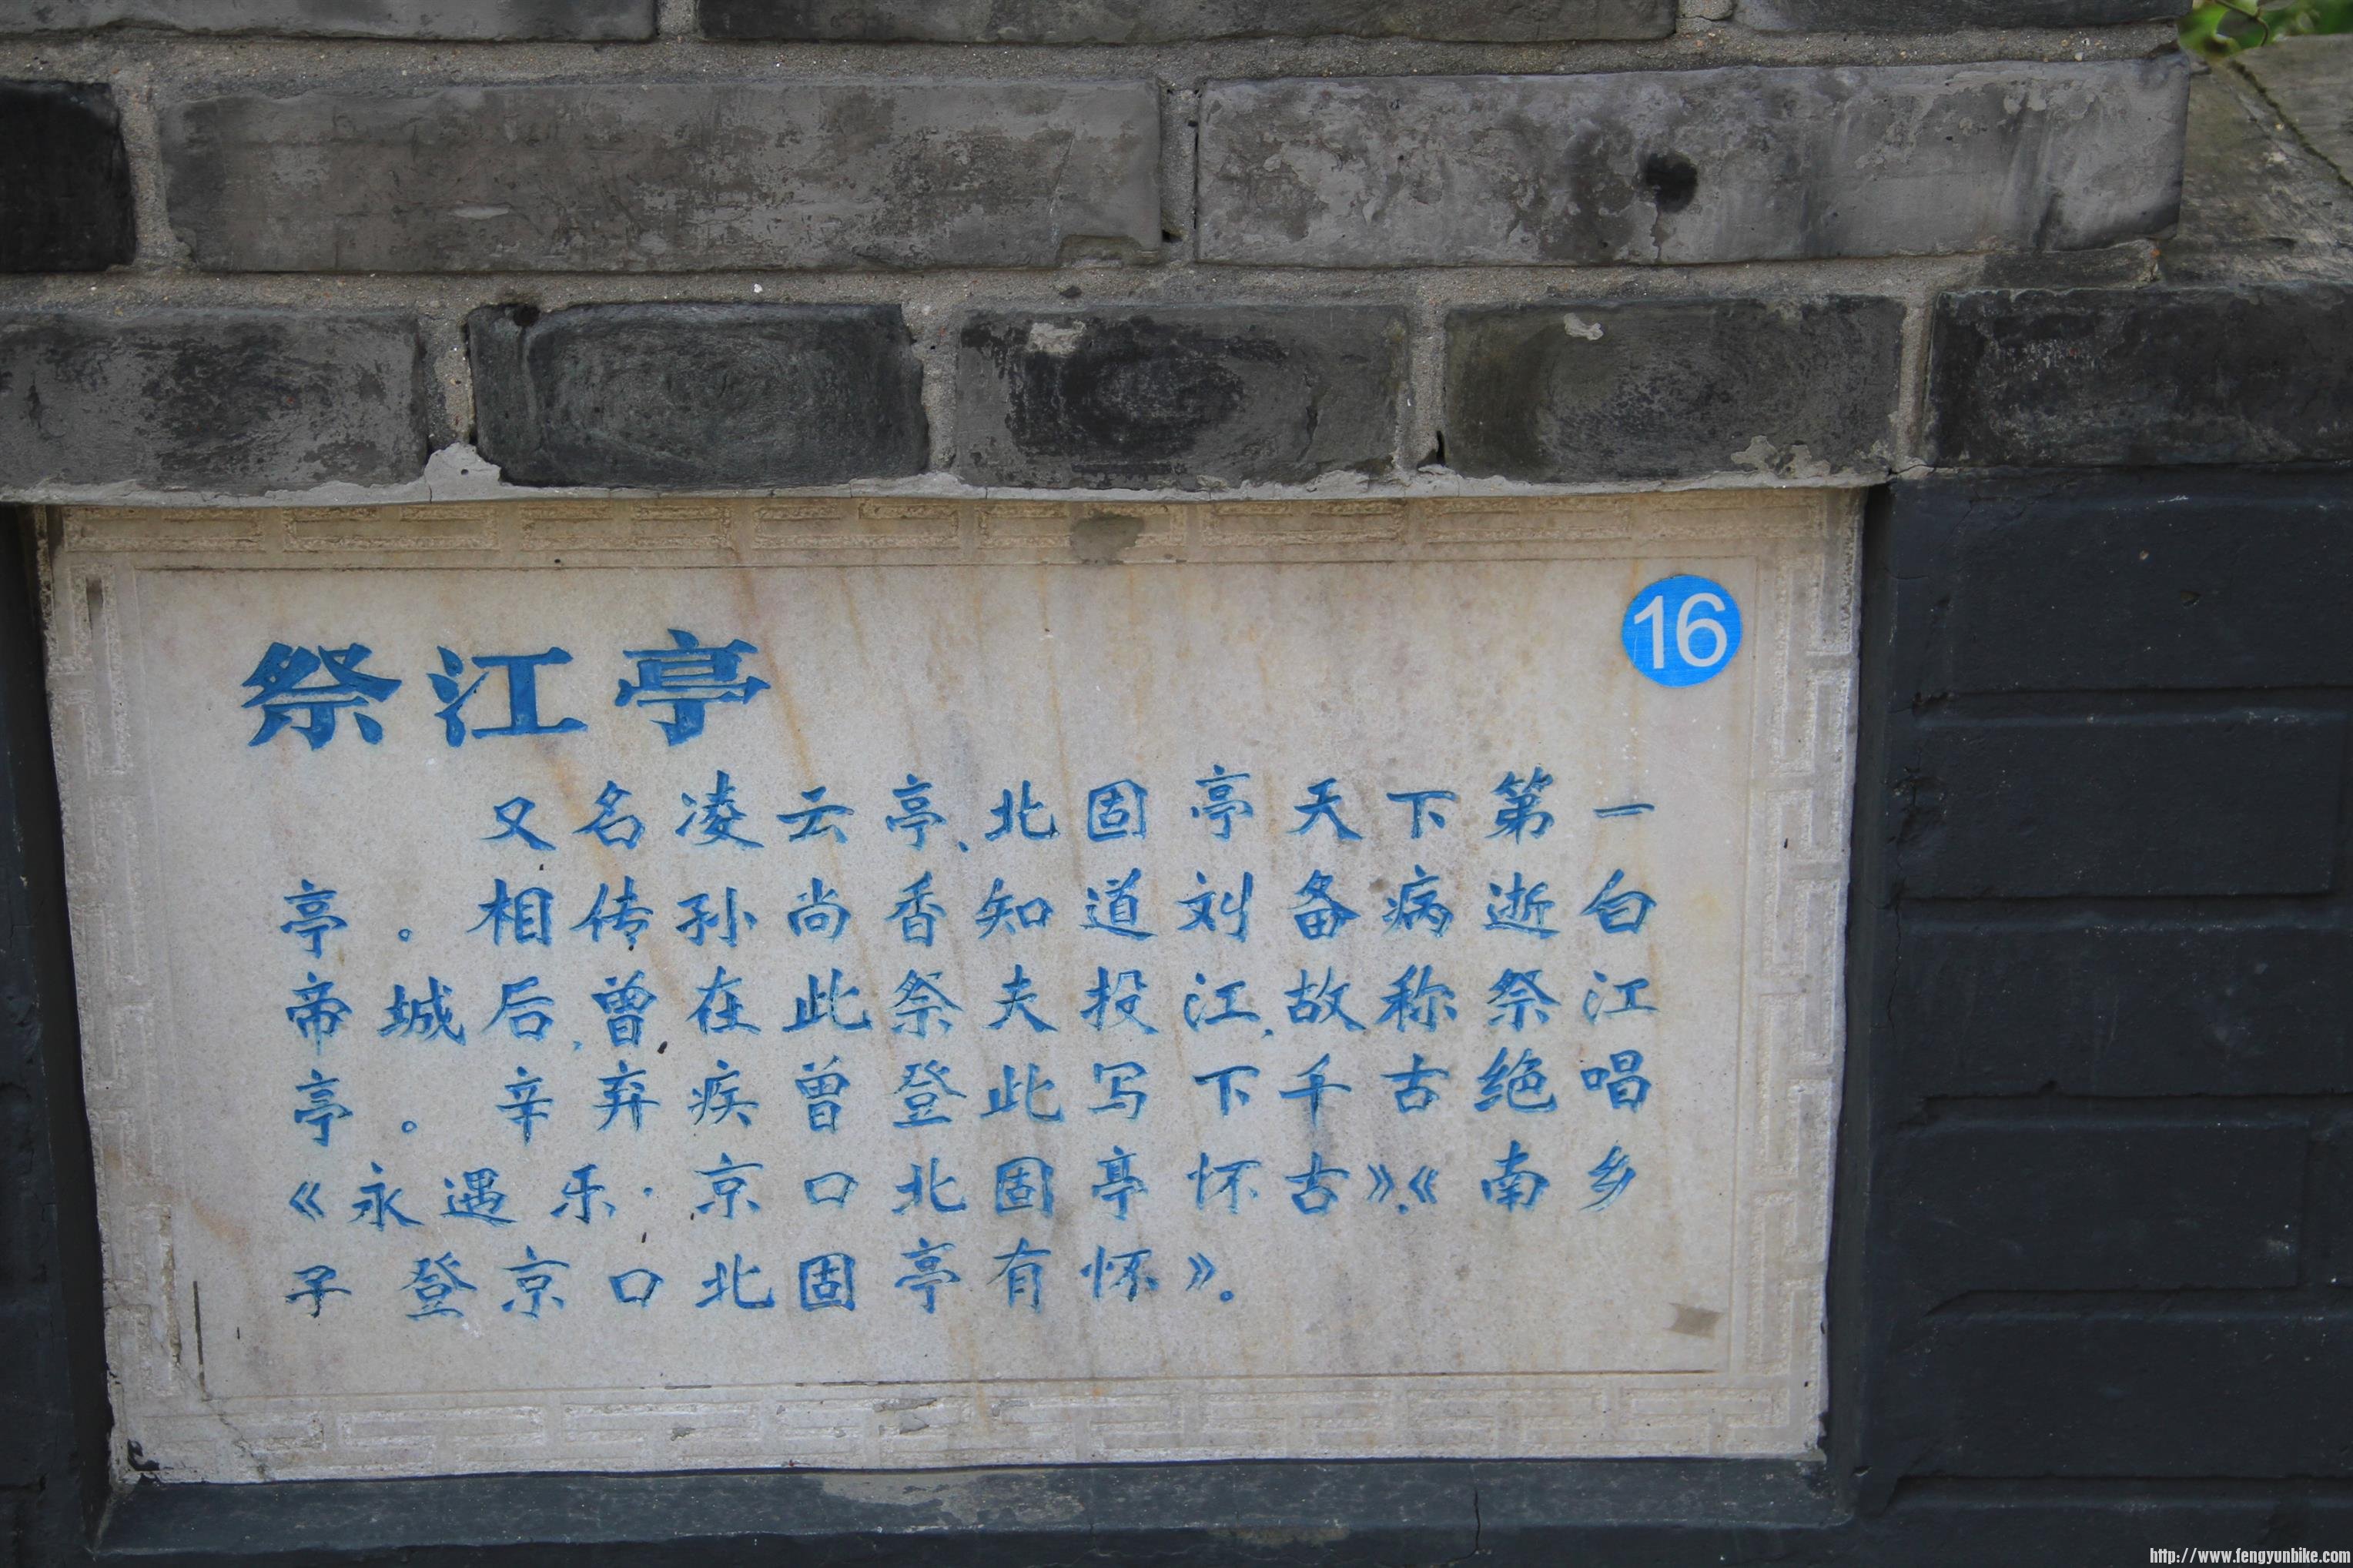 祭江亭
16
又名凌云亭、北固亭天下第一
亭。相传孙尚香知道刘备病逝白
帝城后,曾在此祭夫投江,故称祭江
亭。辛弃疾曾登此写下千古绝唱
《永遇乐·京口北固亭怀古》、《南乡
子登京口北固亭有怀》。
http://www.fengyunbike.com